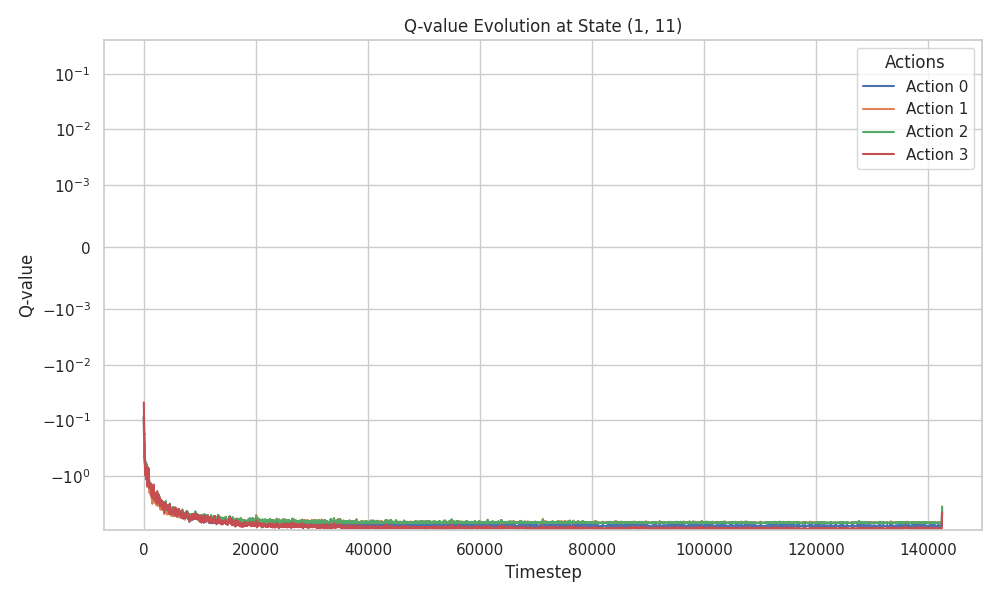 Q-value Evolution at State (1, 11)
Actions
Action 0
Action 1
Action 2
Action 3
10⁻¹
10⁻²
10⁻³
0
−10⁻³
−10⁻²
−10⁻¹
−10⁰
Q-value
0 20000 40000 60000 80000 100000 120000 140000
Timestep